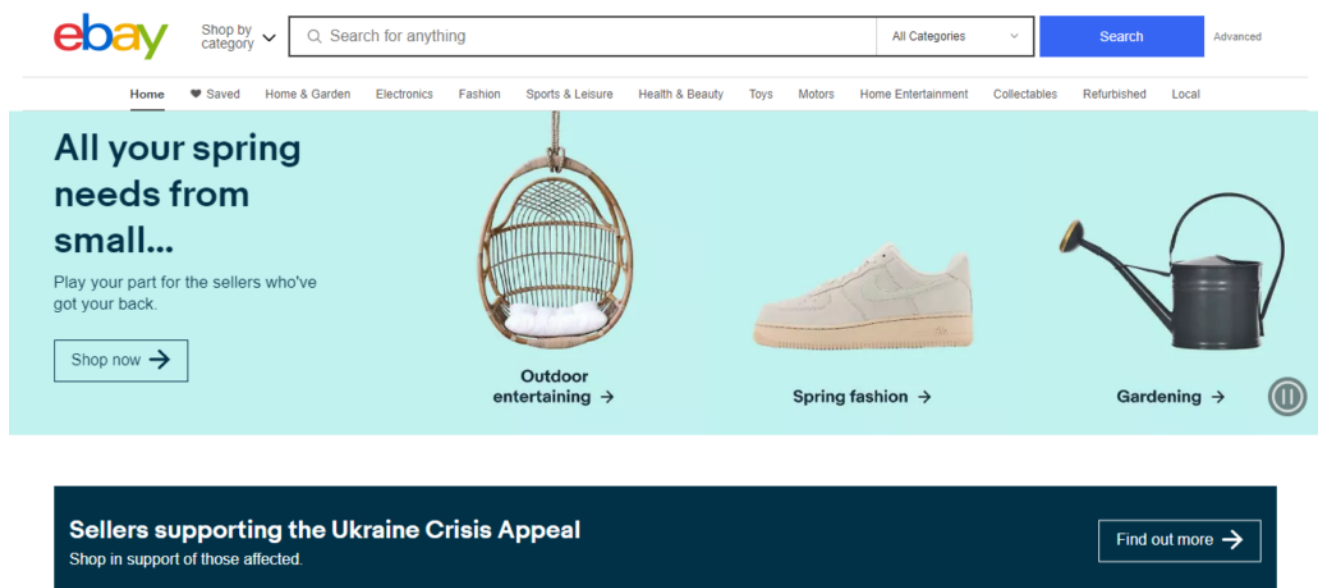 ebay
Shop by
category
Search for anything
All Categories
Search
Advanced
Home
Saved
Home & Garden
Electronics
Fashion
Sports & Leisure
Health & Beauty
Toys
Motors
Home Entertainment
Collectables
Refurbished
Local
All your spring
needs from
small...
Play your part for the sellers who've
got your back.
Shop now →
Outdoor
entertaining →
Spring fashion →
Gardening →
Sellers supporting the Ukraine Crisis Appeal
Shop in support of those affected.
Find out more →